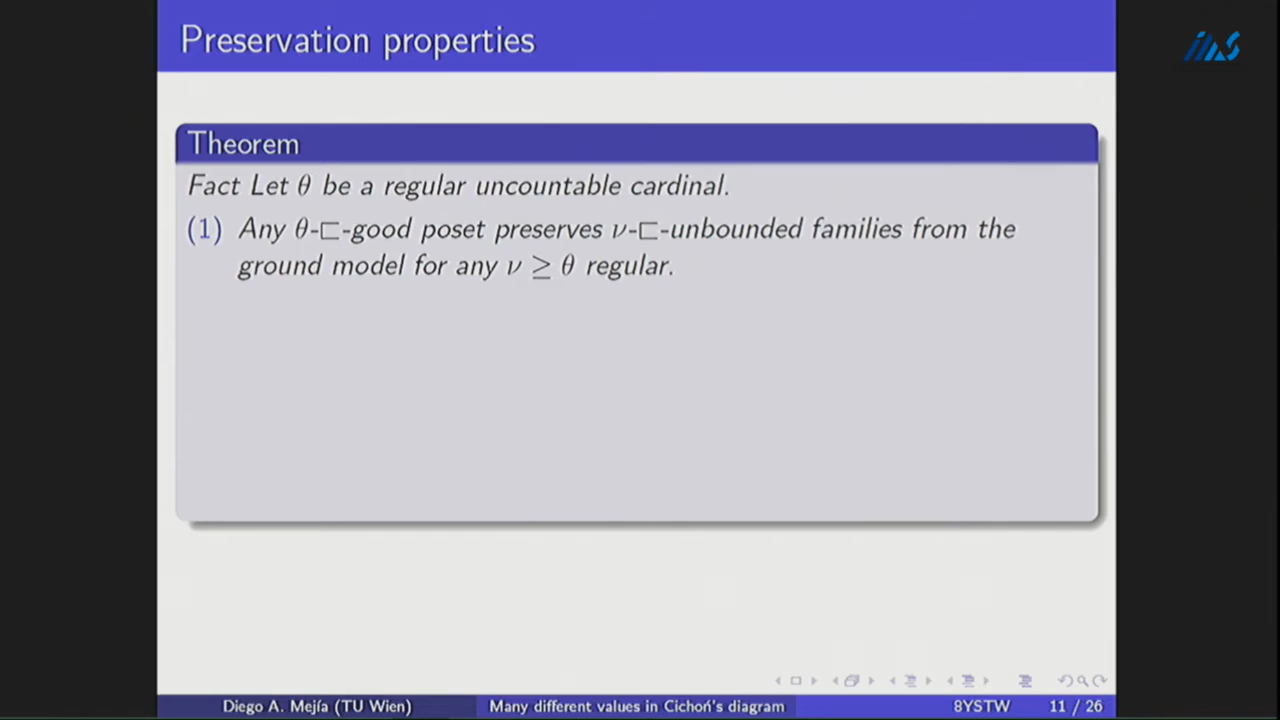 Preservation properties
ims
Theorem
Fact Let θ be a regular uncountable cardinal.
(1) Any θ-⊏-good poset preserves ν-⊏-unbounded families from the
ground model for any ν ≥ θ regular.
Diego A. Mejía (TU Wien) Many different values in Cichoń's diagram 8YSTW 11 / 26